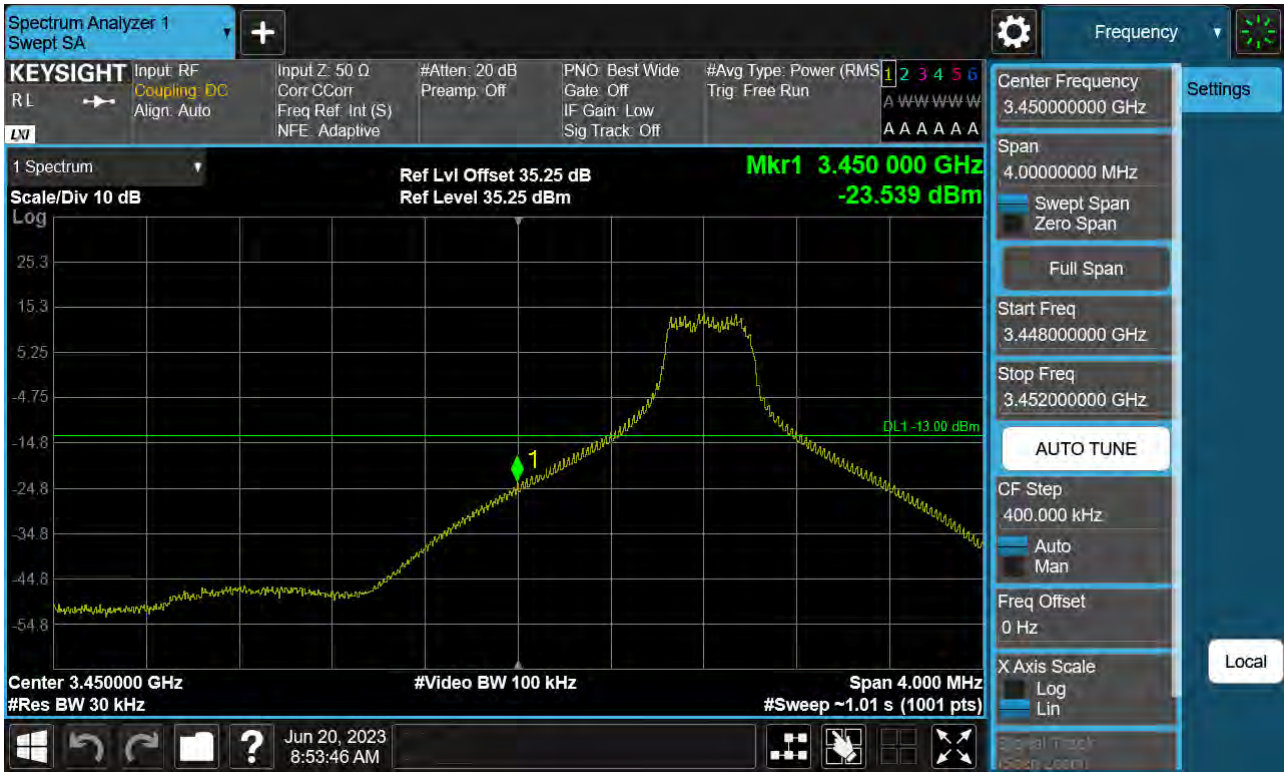 Spectrum Analyzer 1
Swept SA
+
Frequency
KEYSIGHT
RL
LXI
Input: RF
Coupling: DC
Align: Auto
Input Z: 50 Ω
Corr CCorr
Freq Ref: Int (S)
NFE: Adaptive
#Atten: 20 dB
Preamp: Off
PNO: Best Wide
Gate: Off
IF Gain: Low
Sig Track: Off
#Avg Type: Power (RMS
Trig: Free Run
1 2 3 4 5 6
A W W W W W
A A A A A A
1 Spectrum
Scale/Div 10 dB
Log
Ref Lvl Offset 35.25 dB
Ref Level 35.25 dBm
Mkr1 3.450 000 GHz
-23.539 dBm
25.3
15.3
5.25
-4.75
-14.8
-24.8
-34.8
-44.8
-54.8
1
DL1 -13.00 dBm
Center 3.450000 GHz
#Res BW 30 kHz
#Video BW 100 kHz
Span 4.000 MHz
#Sweep ~1.01 s (1001 pts)
Center Frequency
3.450000000 GHz
Settings
Span
4.00000000 MHz
Swept Span
Zero Span
Full Span
Start Freq
3.448000000 GHz
Stop Freq
3.452000000 GHz
AUTO TUNE
CF Step
400.000 kHz
Auto
Man
Freq Offset
0 Hz
X Axis Scale
Log
Lin
Signal Track
(Span Zoom)
Local
?
Jun 20, 2023
8:53:46 AM